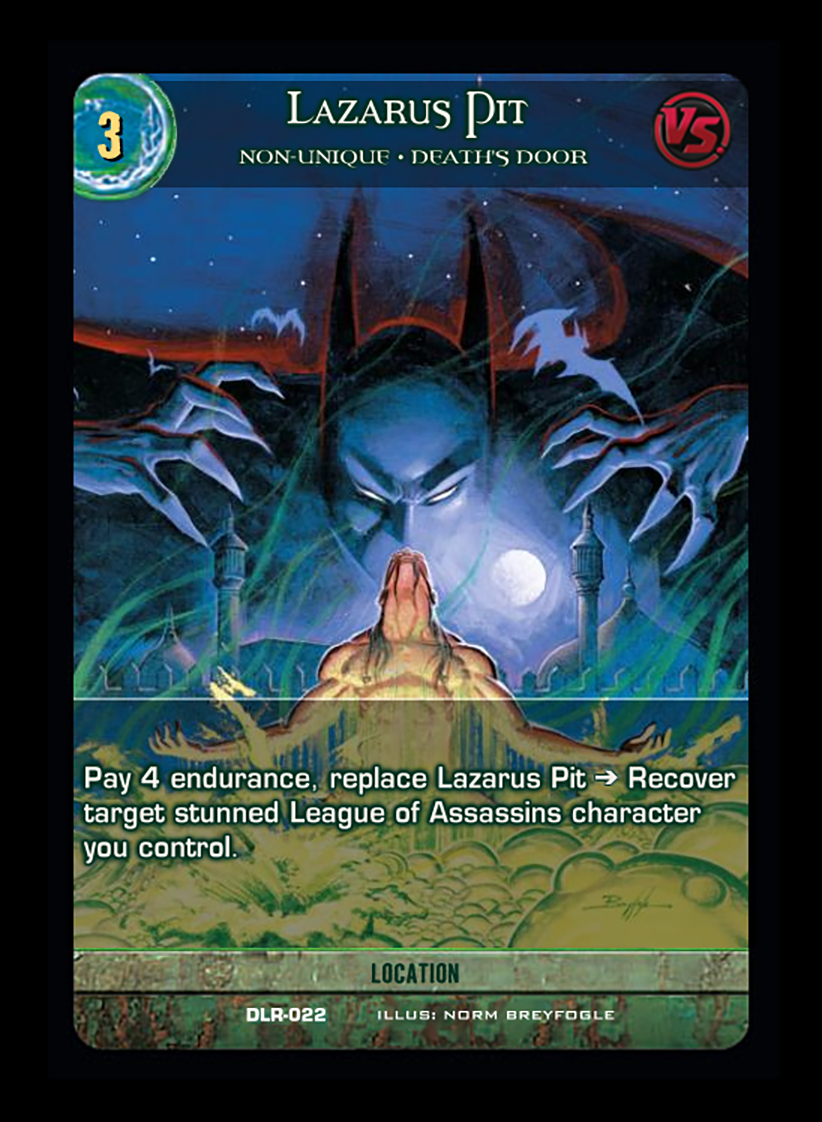 3
LAZARUS PIT
NON-UNIQUE • DEATH'S DOOR
VS.
Pay 4 endurance, replace Lazarus Pit ➔ Recover
target stunned League of Assassins character
you control.
LOCATION
DLR-022 ILLUS: NORM BREYFOGLE